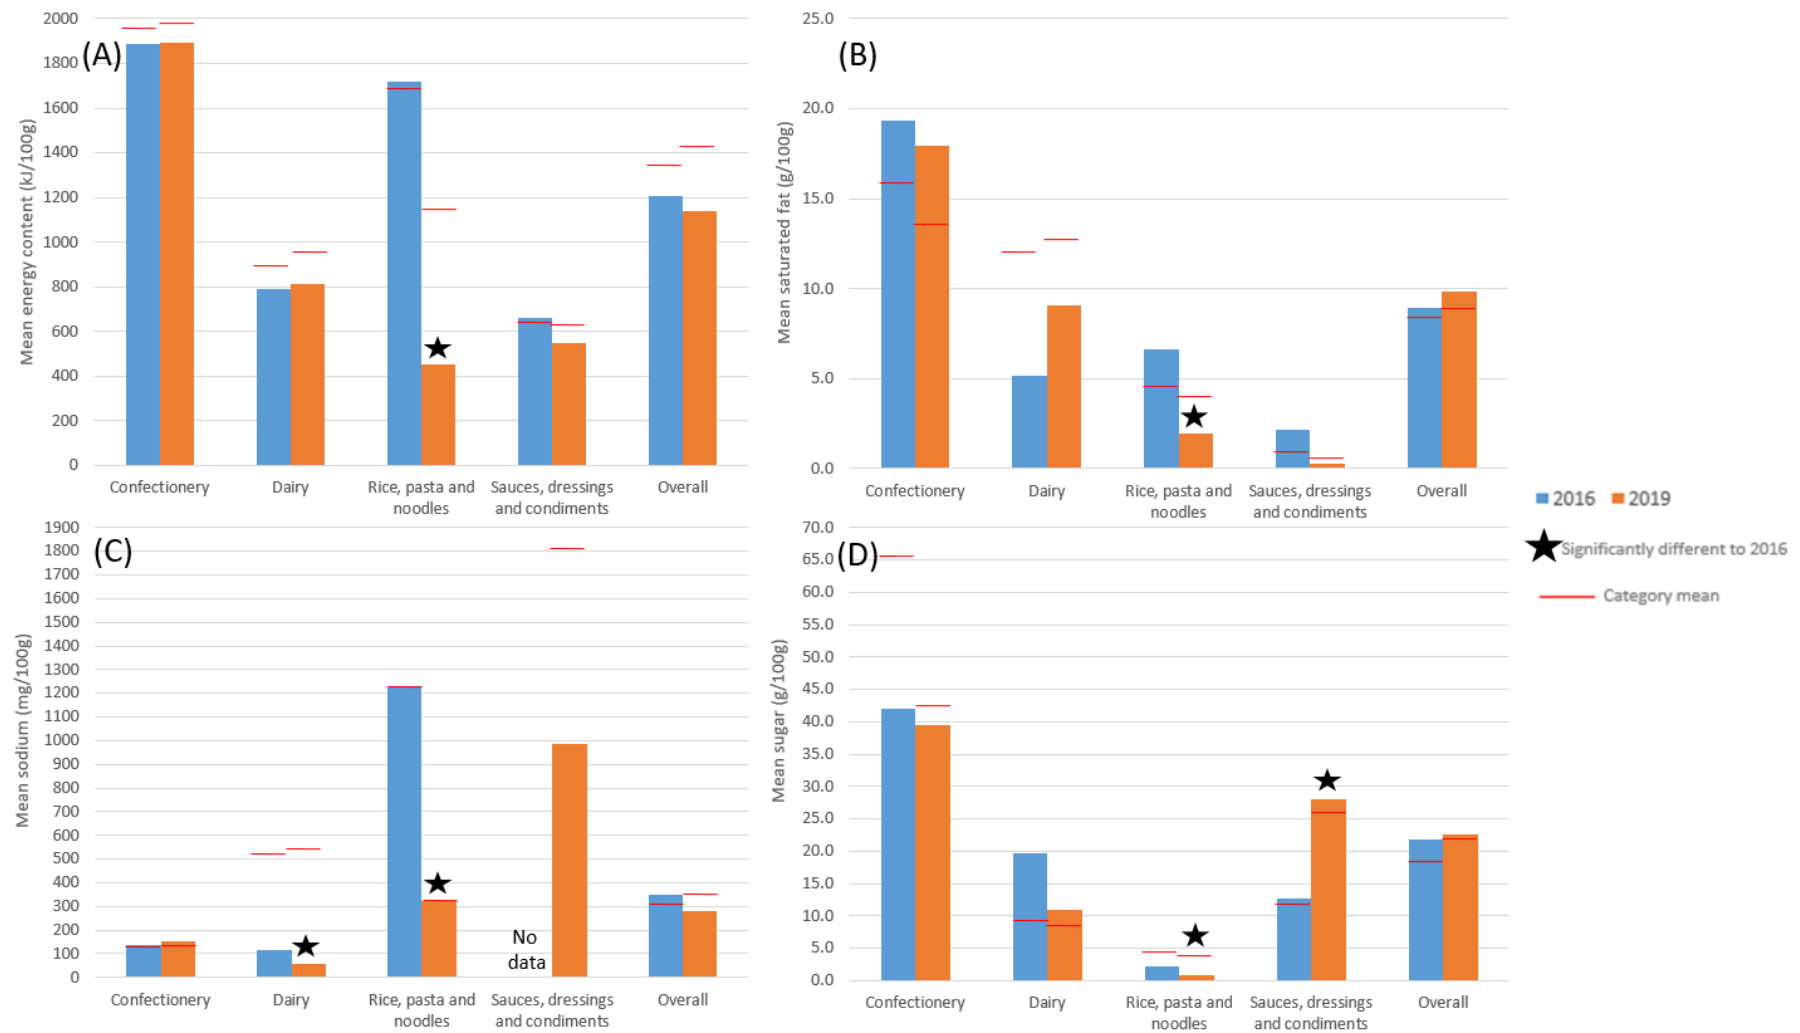 (A)
Mean energy content (kJ/100g)
2000
1800
1600
1400
1200
1000
800
600
400
200
0
Confectionery
Dairy
Rice, pasta and
noodles
Sauces, dressings
and condiments
Overall
(B)
Mean saturated fat (g/100g)
25.0
20.0
15.0
10.0
5.0
0.0
Confectionery
Dairy
Rice, pasta and
noodles
Sauces, dressings
and condiments
Overall
2016
2019
Significantly different to 2016
Category mean
(C)
Mean sodium (mg/100g)
1900
1800
1700
1600
1500
1400
1300
1200
1100
1000
900
800
700
600
500
400
300
200
100
0
No
data
Confectionery
Dairy
Rice, pasta and
noodles
Sauces, dressings
and condiments
Overall
(D)
Mean sugar (g/100g)
70.0
65.0
60.0
55.0
50.0
45.0
40.0
35.0
30.0
25.0
20.0
15.0
10.0
5.0
0.0
Confectionery
Dairy
Rice, pasta and
noodles
Sauces, dressings
and condiments
Overall